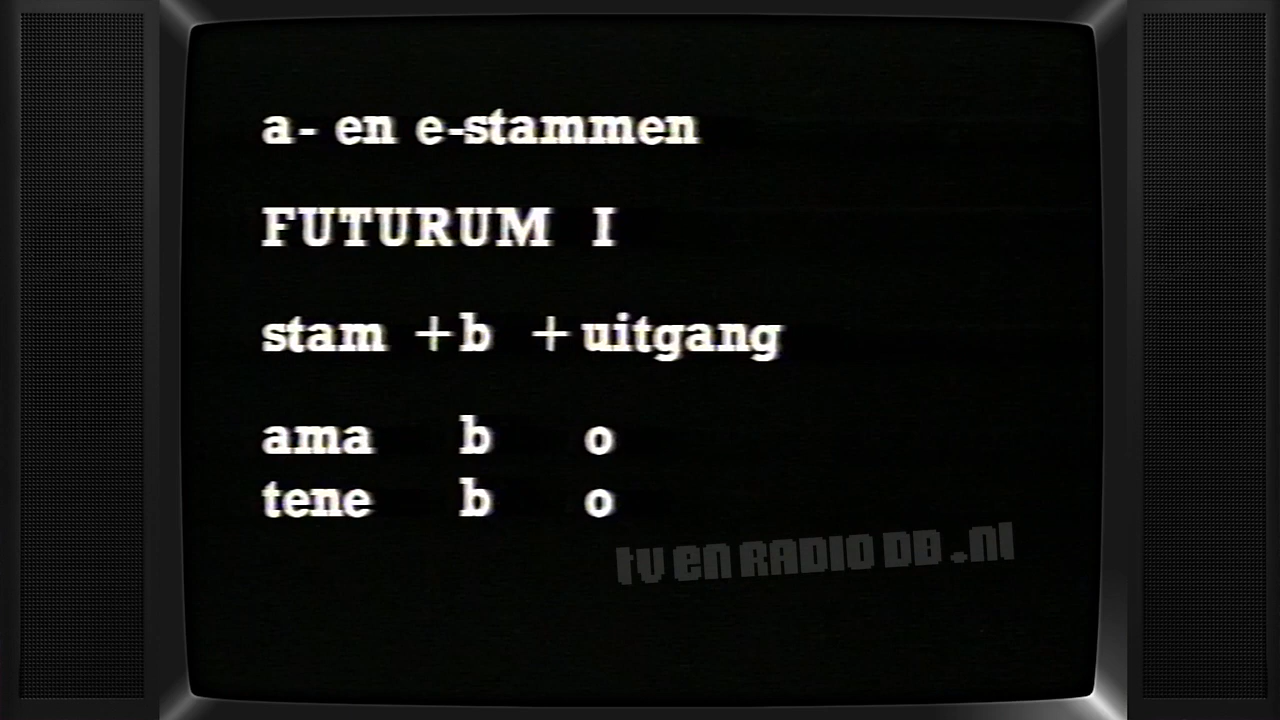 a- en e-stammen
FUTURUM I
stam + b + uitgang
ama b o
tene b o
tv en RADIO DB .nl